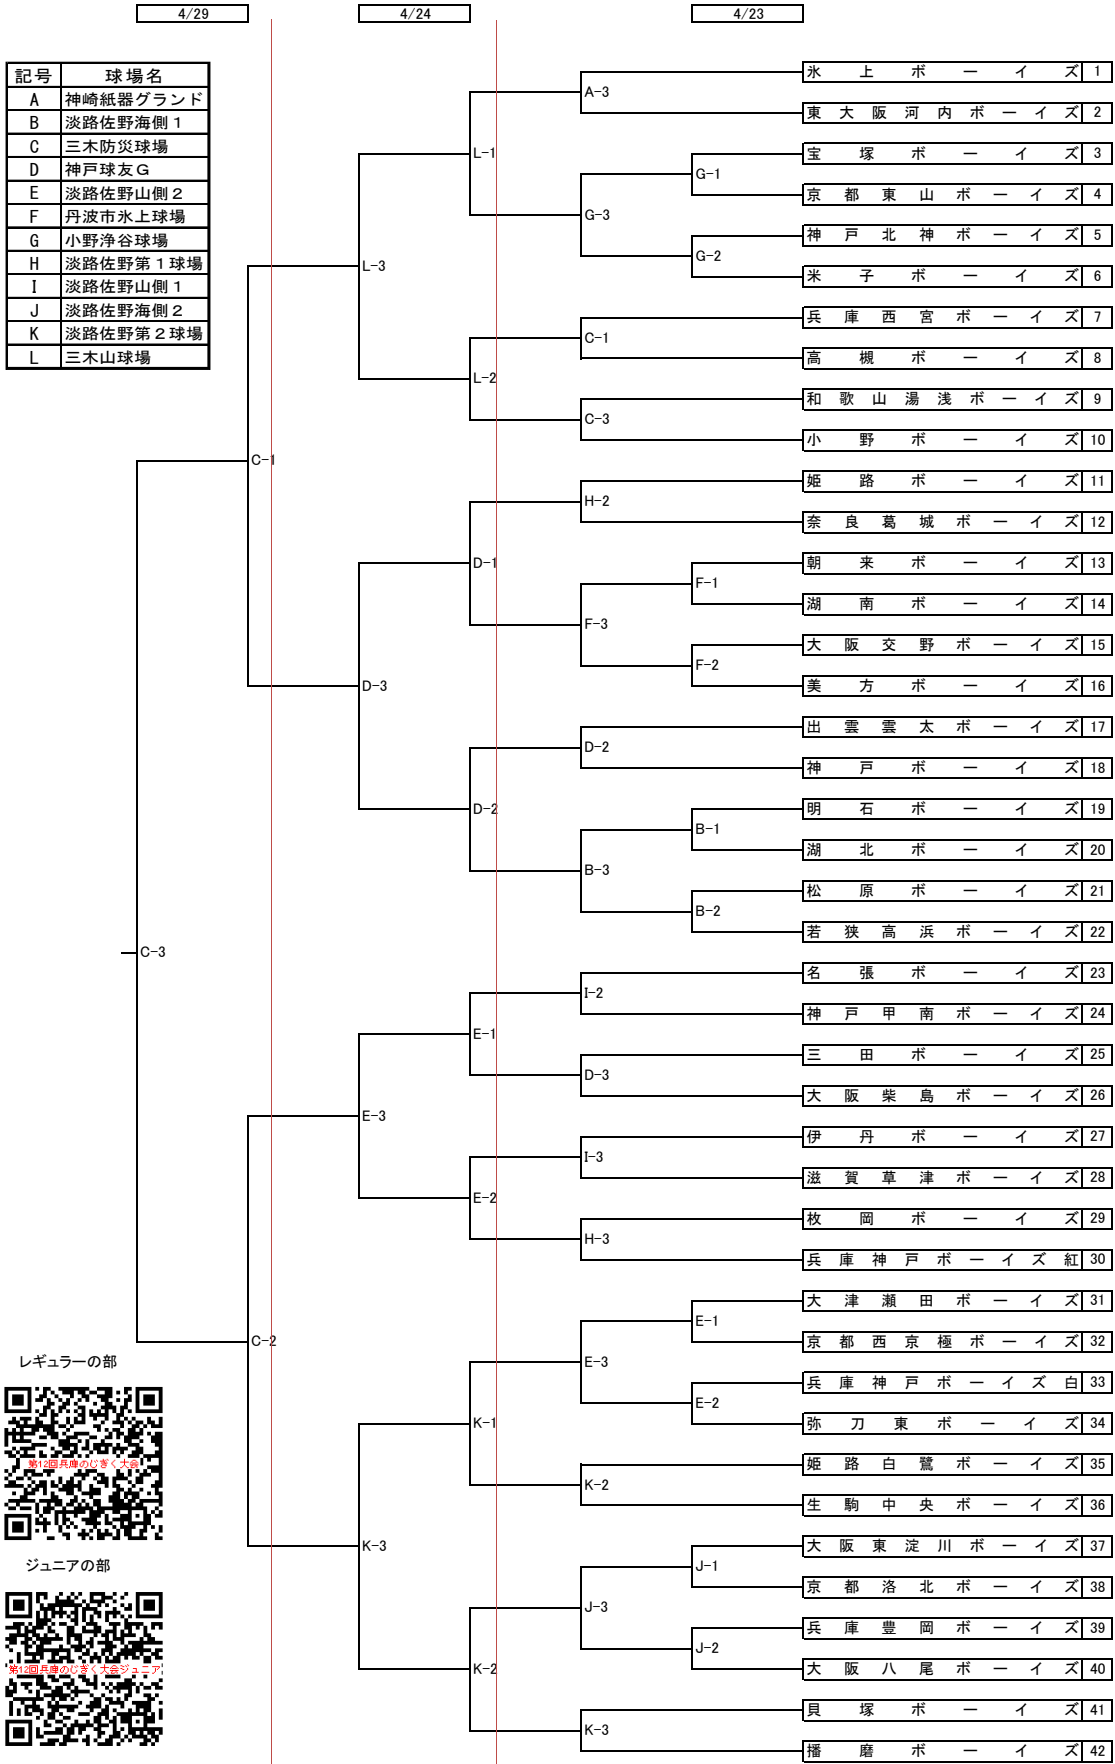 4/29 4/24 4/23
記号 球場名
A 神崎紙器グランド
B 淡路佐野海側1
C 三木防災球場
D 神戸球友G
E 淡路佐野山側2
F 丹波市氷上球場
G 小野浄谷球場
H 淡路佐野第1球場
I 淡路佐野山側1
J 淡路佐野海側2
K 淡路佐野第2球場
L 三木山球場
氷上ボーイズ 1
A-3
東大阪河内ボーイズ 2
L-1
宝塚ボーイズ 3
G-1
京都東山ボーイズ 4
G-3
神戸北神ボーイズ 5
G-2
L-3
米子ボーイズ 6
兵庫西宮ボーイズ 7
C-1
高槻ボーイズ 8
L-2
和歌山湯浅ボーイズ 9
C-3
小野ボーイズ 10
C-1
姫路ボーイズ 11
H-2
奈良葛城ボーイズ 12
D-1
朝来ボーイズ 13
F-1
湖南ボーイズ 14
F-3
大阪交野ボーイズ 15
F-2
D-3
美方ボーイズ 16
出雲雲太ボーイズ 17
D-2
神戸ボーイズ 18
D-2
明石ボーイズ 19
B-1
湖北ボーイズ 20
B-3
松原ボーイズ 21
B-2
若狭高浜ボーイズ 22
C-3
名張ボーイズ 23
I-2
神戸甲南ボーイズ 24
E-1
三田ボーイズ 25
D-3
大阪柴島ボーイズ 26
E-3
伊丹ボーイズ 27
I-3
滋賀草津ボーイズ 28
E-2
枚岡ボーイズ 29
H-3
兵庫神戸ボーイズ紅 30
大津瀬田ボーイズ 31
E-1
京都西京極ボーイズ 32
C-2
E-3
兵庫神戸ボーイズ白 33
E-2
弥刀東ボーイズ 34
K-1
姫路白鷺ボーイズ 35
K-2
生駒中央ボーイズ 36
K-3
大阪東淀川ボーイズ 37
J-1
京都洛北ボーイズ 38
J-3
兵庫豊岡ボーイズ 39
J-2
大阪八尾ボーイズ 40
K-2
貝塚ボーイズ 41
K-3
播磨ボーイズ 42
レギュラーの部
第12回兵庫のじぎく大会
ジュニアの部
第12回兵庫のじぎく大会ジュニア